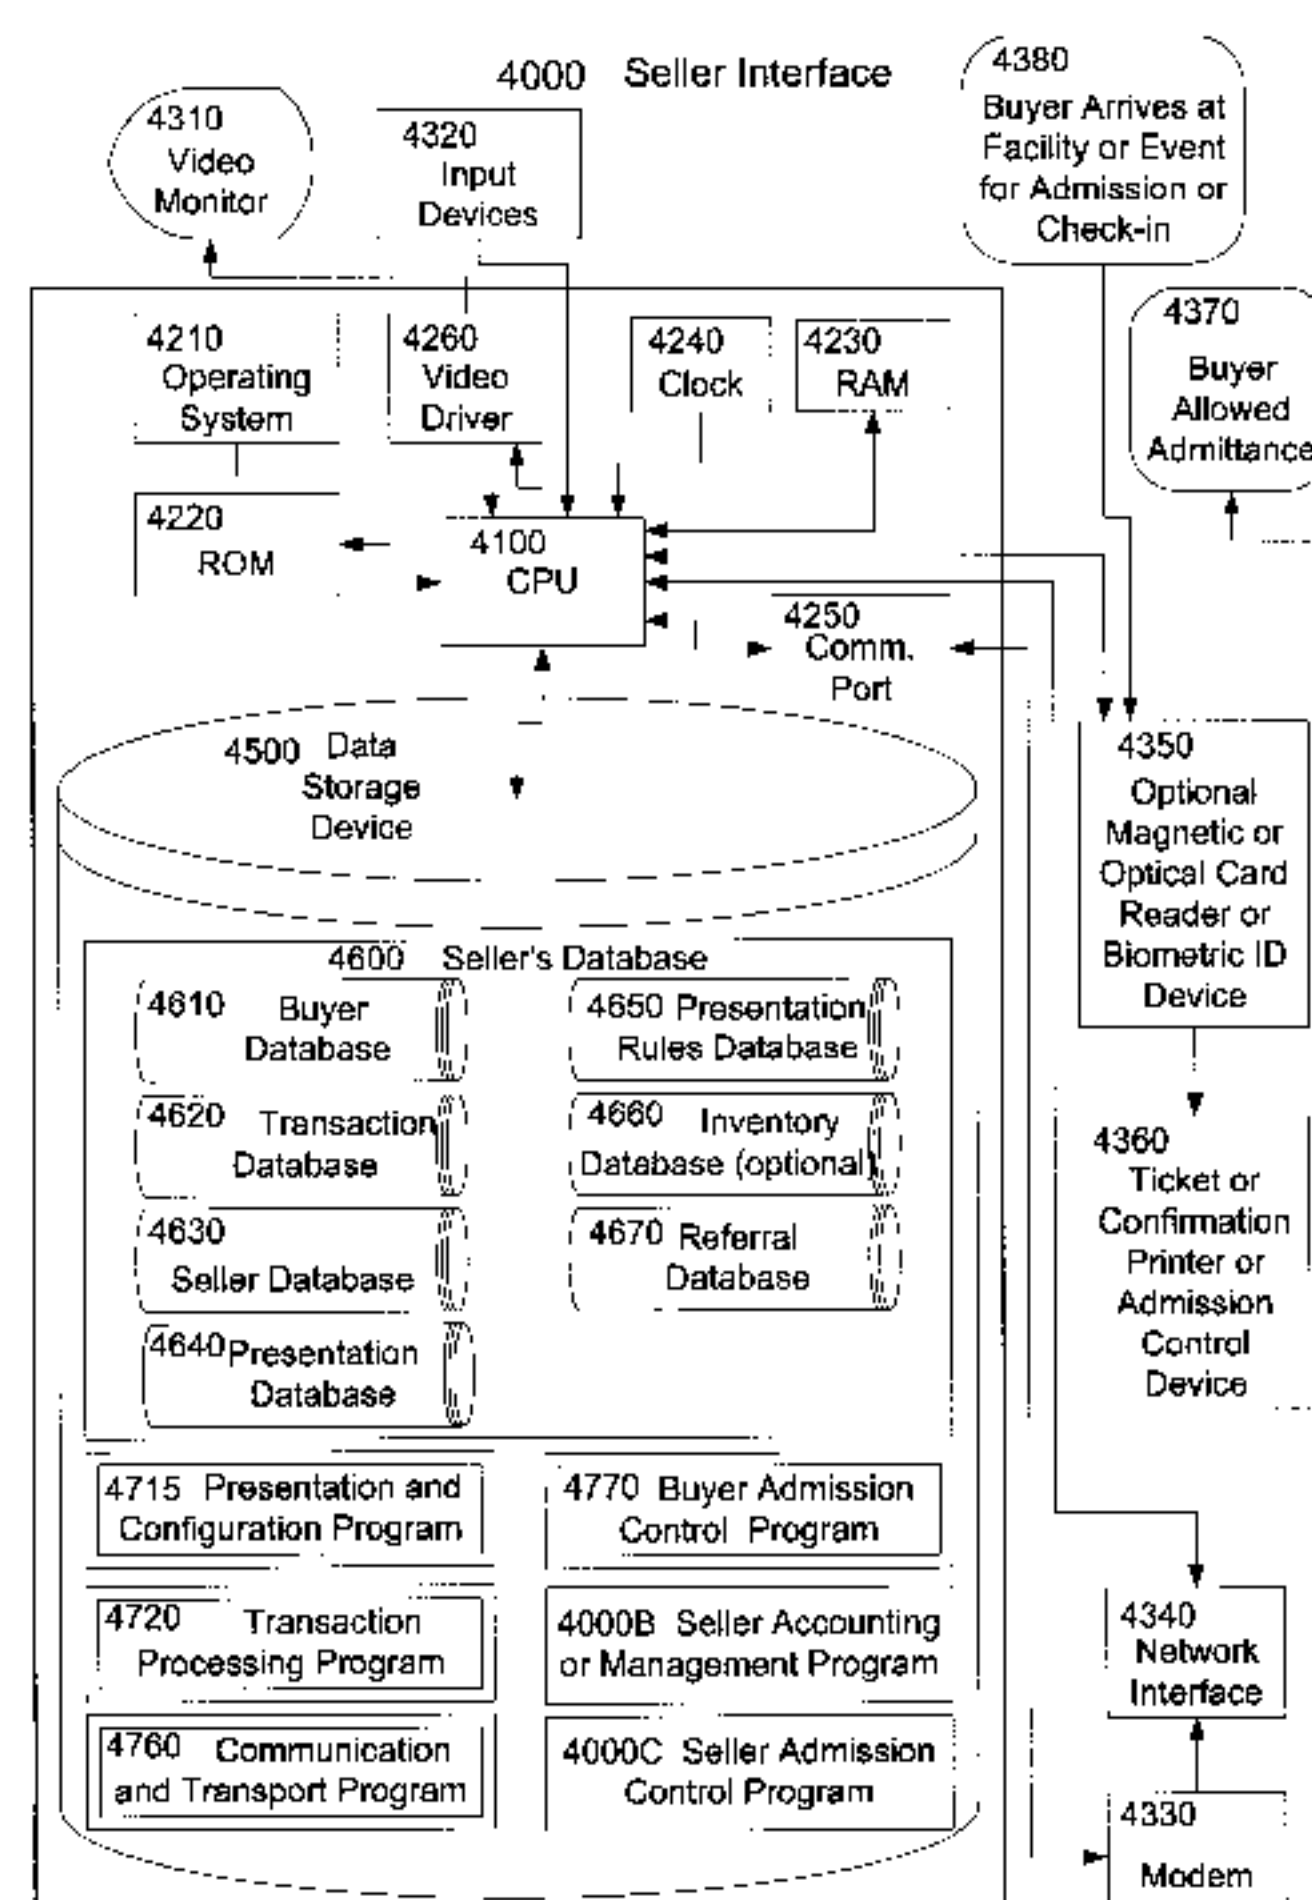 4000 Seller Interface
4310
Video
Monitor
4320
Input
Devices
4380
Buyer Arrives at
Facility or Event
for Admission or
Check-in
4210
Operating
System
4260
Video
Driver
4240
Clock
4230
RAM
4370
Buyer
Allowed
Admittance
4220
ROM
4100
CPU
4250
Comm.
Port
4500 Data
Storage
Device
4350
Optional
Magnetic or
Optical Card
Reader or
Biometric ID
Device
4600 Seller's Database
4610 Buyer
Database
4650 Presentation
Rules Database
4620 Transaction
Database
4660 Inventory
Database (optional)
4630
Seller Database
4670 Referral
Database
4640 Presentation
Database
4360
Ticket or
Confirmation
Printer or
Admission
Control
Device
4715 Presentation and
Configuration Program
4770 Buyer Admission
Control Program
4720 Transaction
Processing Program
4000B Seller Accounting
or Management Program
4760 Communication
and Transport Program
4000C Seller Admission
Control Program
4340
Network
Interface
4330
Modem